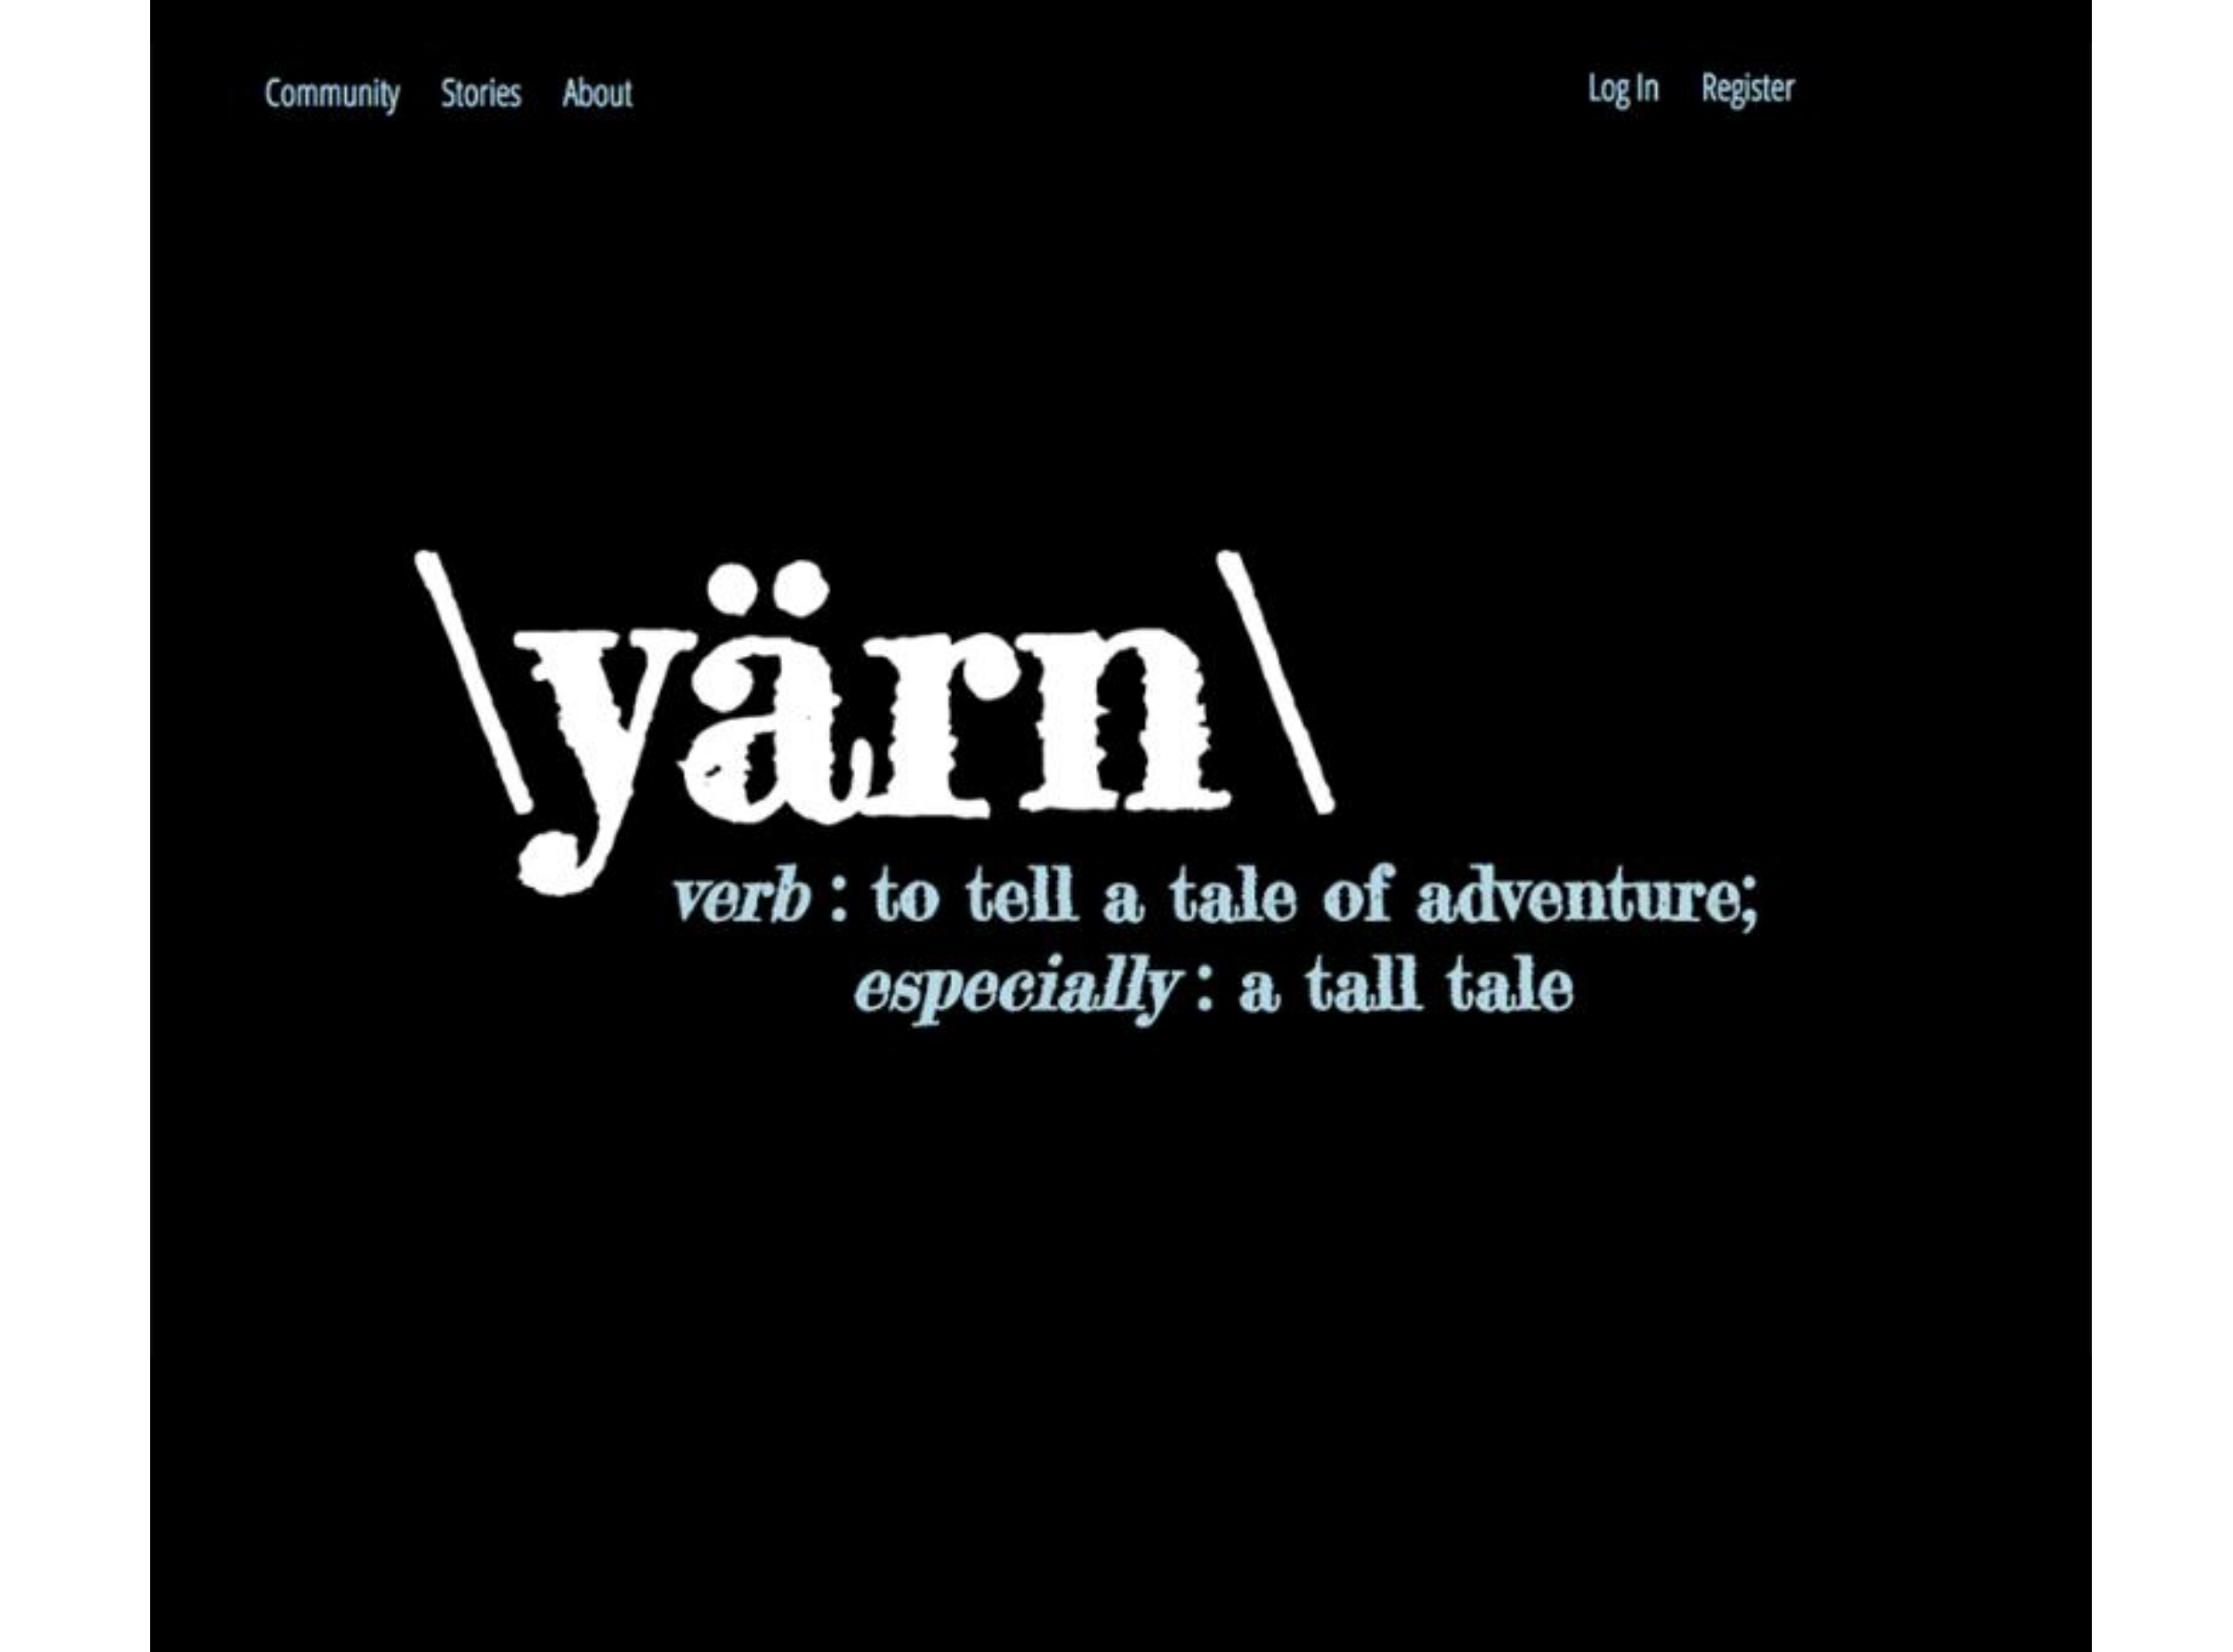 Community Stories About Log In Register
\yärn\
verb : to tell a tale of adventure;
especially : a tall tale